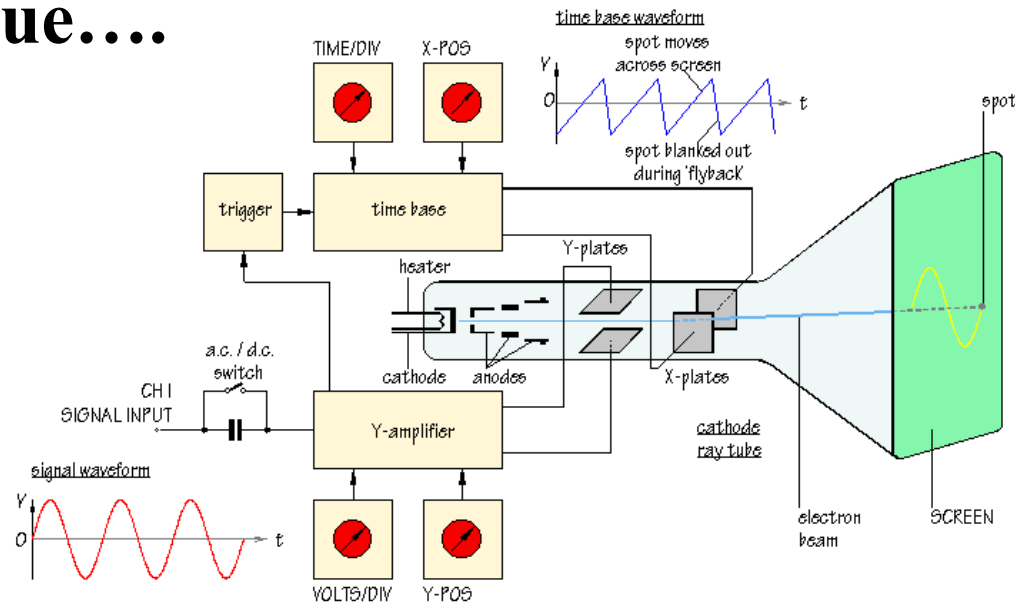 ue....
time base waveform
spot moves
across screen
V
0
t
spot blanked out
during 'flyback'
TIME/DIV
X-POS
spot
trigger
time base
Y-plates
heater
a.c. / d.c.
switch
cathode
anodes
X-plates
CH I
SIGNAL INPUT
Y-amplifier
cathode
ray tube
signal waveform
V
0
t
electron
beam
SCREEN
VOLTS/DIV
Y-POS